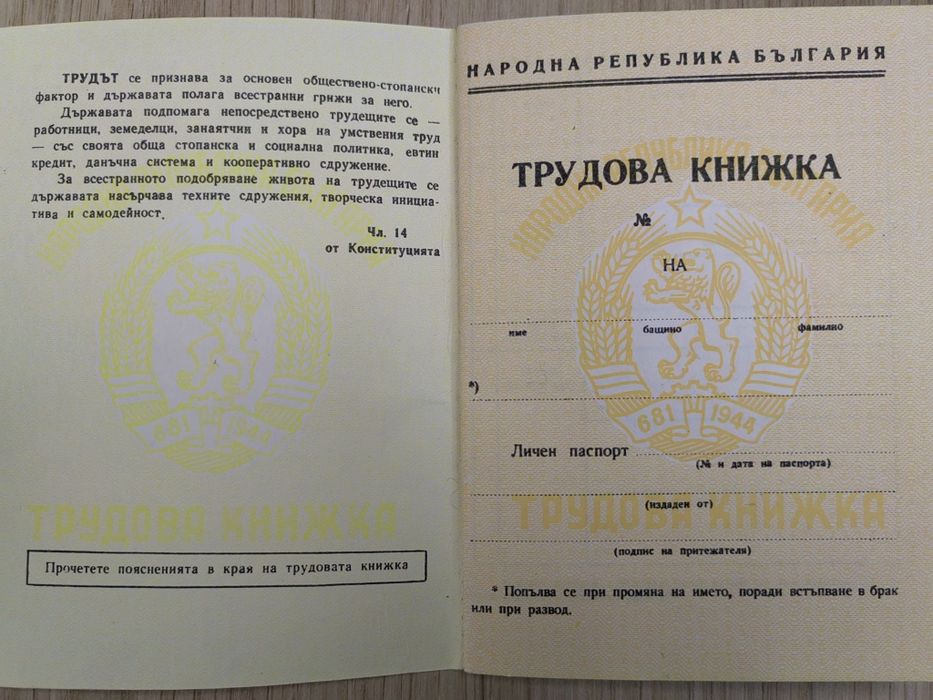 ТРУДЪТ се признава за основен обществено-стопански
фактор и държавата полага всестранни грижи за него.
Държавата подпомага непосредствено трудещите се —
работници, земеделци, занаятчии и хора на умствения труд
— със своята обща стопанска и социална политика, евтин
кредит, данъчна система и кооперативно сдружение.
За всестранното подобряване живота на трудещите се
държавата насърчава техните сдружения, творческа инициа-
тива и самодейност.
Чл. 14
от Конституцията
681 1944
ТРУДОВА КНИЖКА
Прочетете поясненията в края на трудовата книжка
НАРОДНА РЕПУБЛИКА БЪЛГАРИЯ
НАРОДНА РЕПУБЛИКА БЪЛГАРИЯ
ТРУДОВА КНИЖКА
№
НА
име бащино фамилно
*)
681 1944
Личен паспорт
(№ и дата на паспорта)
(издаден от)
ТРУДОВА КНИЖКА
(подпис на притежателя)
* Попълва се при промяна на името, поради встъпване в брак
или при развод.